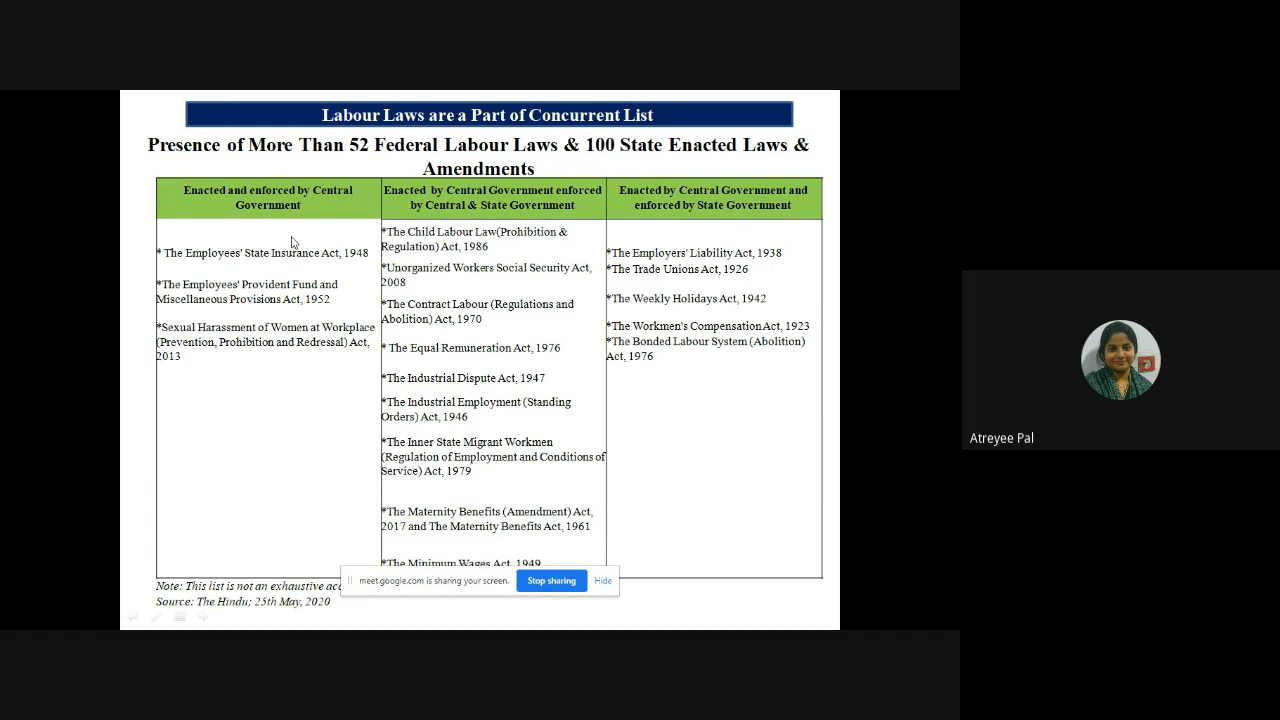 Labour Laws are a Part of Concurrent List
Presence of More Than 52 Federal Labour Laws & 100 State Enacted Laws &
Amendments
Enacted and enforced by Central
Government
* The Employees' State Insurance Act, 1948
*The Employees' Provident Fund and
Miscellaneous Provisions Act, 1952
*Sexual Harassment of Women at Workplace
(Prevention, Prohibition and Redressal) Act,
2013
Enacted by Central Government enforced
by Central & State Government
*The Child Labour Law(Prohibition &
Regulation) Act, 1986
*Unorganized Workers Social Security Act,
2008
*The Contract Labour (Regulations and
Abolition) Act, 1970
* The Equal Remuneration Act, 1976
*The Industrial Dispute Act, 1947
*The Industrial Employment (Standing
Orders) Act, 1946
*The Inner State Migrant Workmen
(Regulation of Employment and Conditions of
Service) Act, 1979
*The Maternity Benefits (Amendment) Act,
2017 and The Maternity Benefits Act, 1961
*The Minimum Wages Act, 1949
Enacted by Central Government and
enforced by State Government
*The Employers' Liability Act, 1938
*The Trade Unions Act, 1926
*The Weekly Holidays Act, 1942
*The Workmen's Compensation Act, 1923
*The Bonded Labour System (Abolition)
Act, 1976
Note: This list is not an exhaustive
Source: The Hindu; 25th May, 2020
meet.google.com is sharing your screen.
Stop sharing
Hide
Atreyee Pal